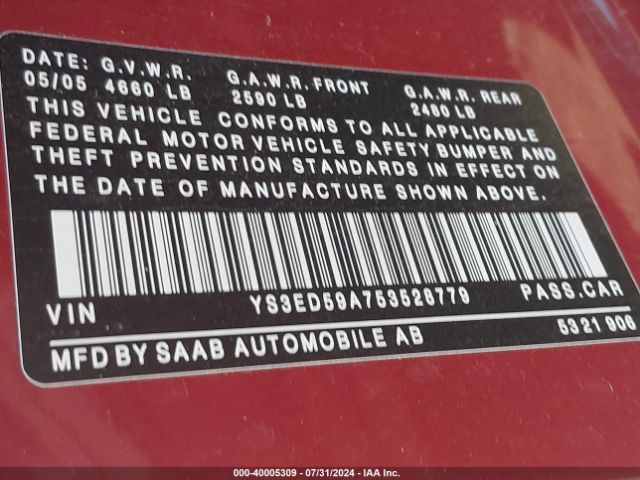 DATE: G.V.W.R. G.A.W.R. FRONT G.A.W.R. REAR
05/05 4660 LB 2590 LB 2480 LB
THIS VEHICLE CONFORMS TO ALL APPLICABLE
FEDERAL MOTOR VEHICLE SAFETY BUMPER AND
THEFT PREVENTION STANDARDS IN EFFECT ON
THE DATE OF MANUFACTURE SHOWN ABOVE.
VIN YS3ED59A753528779 PASS.CAR
MFD BY SAAB AUTOMOBILE AB 5321 906
000-40005309 - 07/31/2024 - IAA Inc.